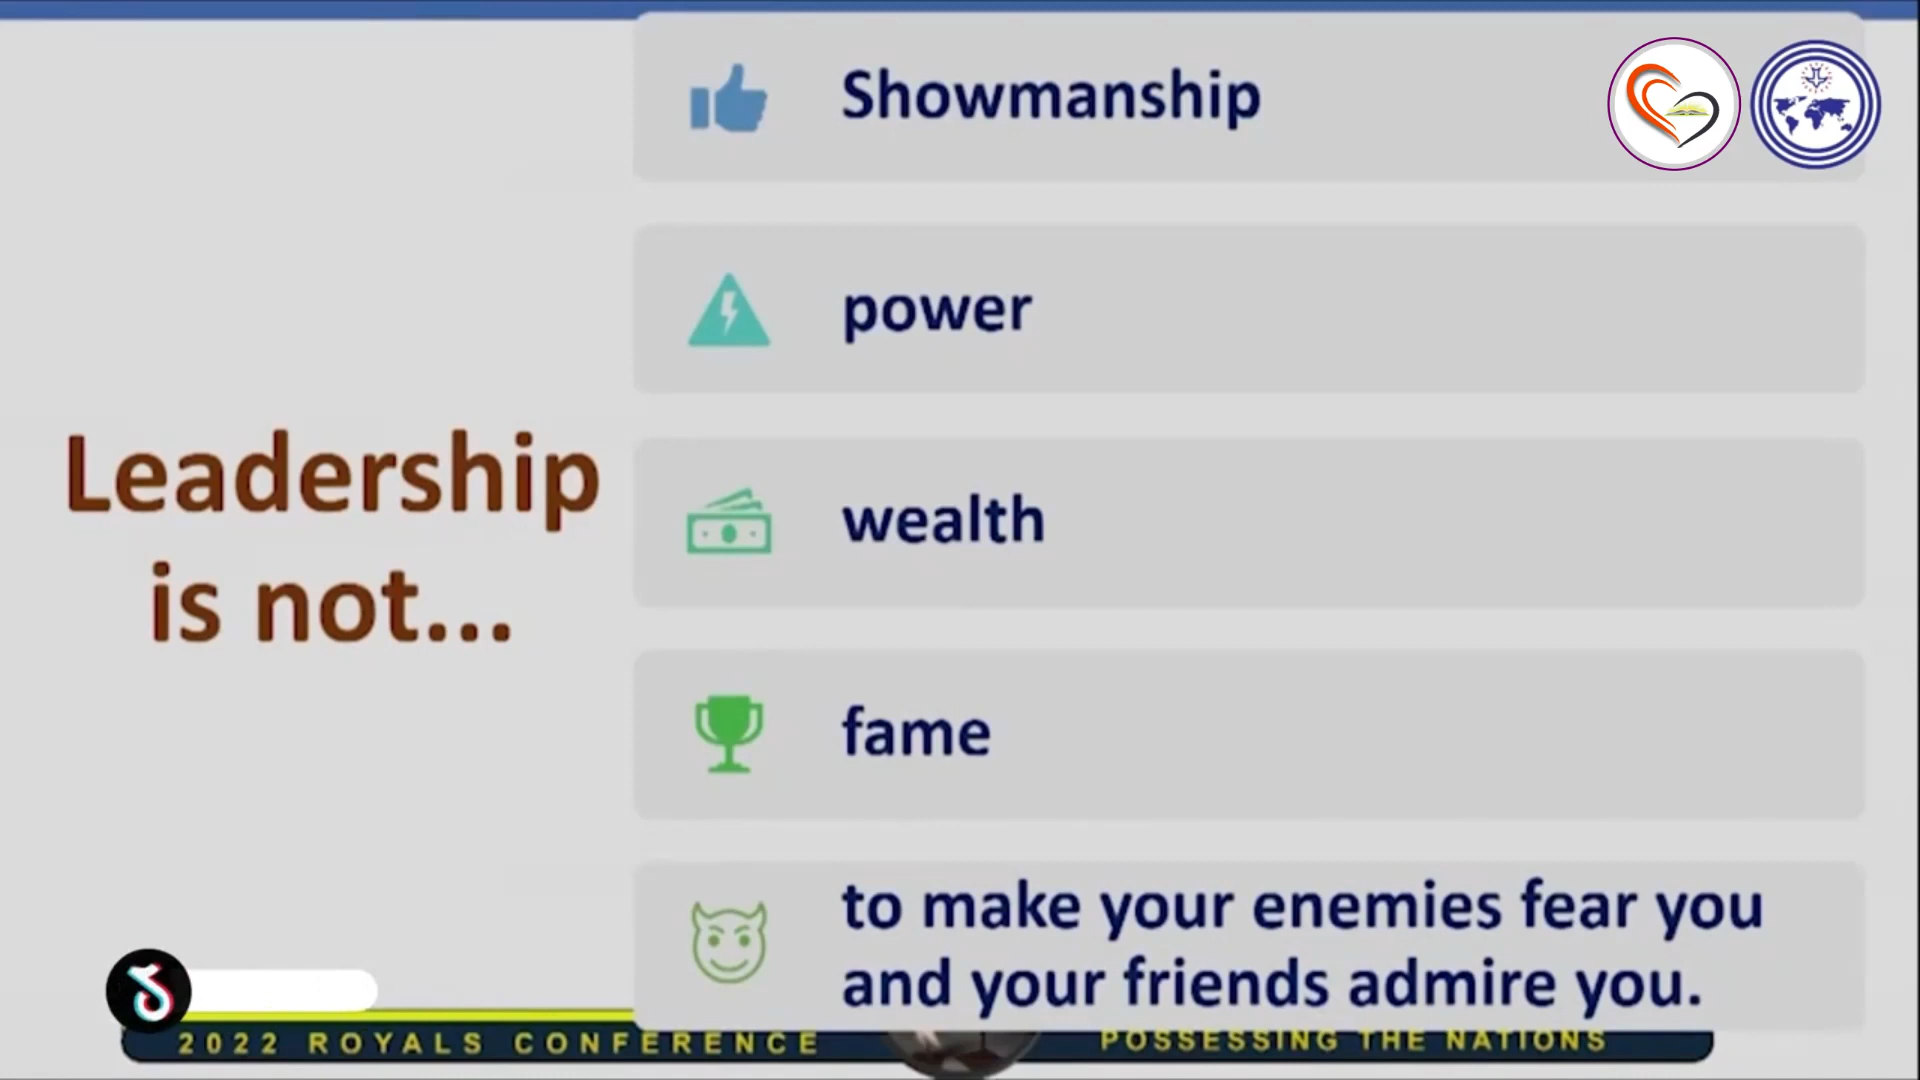 Leadership
is not...
Showmanship
power
wealth
fame
to make your enemies fear you
and your friends admire you.
2022 ROYALS CONFERENCE
POSSESSING THE NATIONS